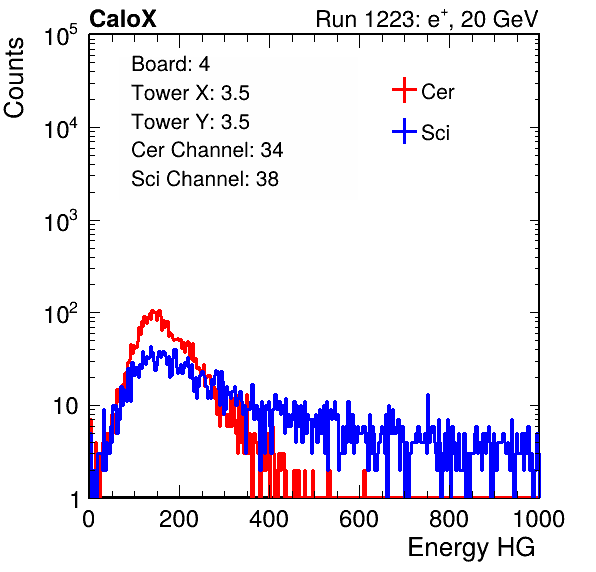 CaloX Run 1223: e⁺, 20 GeV
Counts
10⁵
10⁴
10³
10²
10
1
Board: 4
Tower X: 3.5
Tower Y: 3.5
Cer Channel: 34
Sci Channel: 38
Cer
Sci
0 200 400 600 800 1000
Energy HG